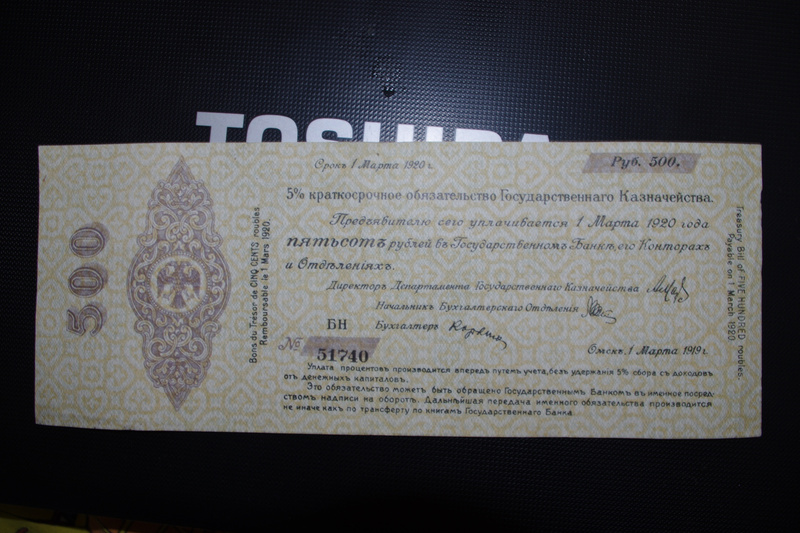 TOSHIBA
Срокъ 1 Марта 1920 г.
Руб. 500.
5% краткосрочное обязательство Государственнаго Казначейства.
Предъявителю сего уплачивается 1 Марта 1920 года
пятьсотъ рублей въ Государственномъ Банкѣ, его Конторахъ
и Отдѣленіяхъ.
Директоръ Департамента Государственнаго Казначейства
Начальникъ Бухгалтерскаго Отдѣленія
БН Бухгалтеръ
№ 51740
Омскъ, 1 Марта 1919 г.
Уплата процентовъ производится впередъ путемъ учета, безъ удержанія 5% сбора съ доходовъ
отъ денежныхъ капиталовъ.
Это обязательство можетъ быть обращено Государственнымъ Банкомъ въ именное посред-
ствомъ надписи на оборотѣ. Дальнѣйшая передача именного обязательства производится
не иначе какъ по трансферту по книгамъ Государственнаго Банка.
500
Bons du Trésor de CINQ CENTS roubles.
Remboursable le 1 Mars 1920.
Treasury Bill of FIVE HUNDRED roubles
Payable on 1 March 1920